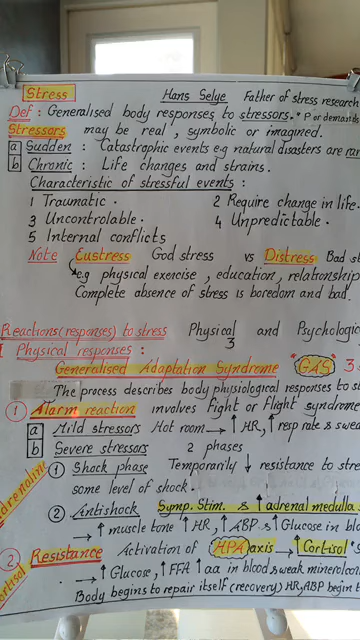 Stress Hans Selye Father of stress research
Def: Generalised body responses to stressors. * P or demands
Stressors may be real, symbolic or imagined.
a Sudden: Catastrophic events eg natural disasters are rare
b Chronic: Life changes and strains.
Characteristic of stressful events:
1 Traumatic. 2 Require change in life.
3 Uncontrolable. 4 Unpredictable.
5 Internal conflicts
Note Eustress God stress vs Distress Bad s
e.g physical exercise, education, relationship
Complete absence of stress is boredom and bad.
Reactions (responses) to stress Physical and Psycholog
3
I Physical responses:
Generalised Adaptation Syndrome "GAS" 3 s
The process describes body physiological responses to st
1 Alarm reaction involves Fight or Flight syndrome
a Mild stressors Hot room → ↑ HR, ↑ resp rate & swea
b Severe stressors 2 phases
1 Shock phase Temporarily ↓ resistance to stre
some level of shock.
adrenaline
2 Antishock Symp. Stim. & ↑ adrenal medulla s
→ ↑ muscle tone ↑ HR, ↑ ABP & ↑ Glucose in blo
2 Resistance Activation of HPA axis → ↑ Cortisol
Cortisol
→ ↑ Glucose, ↑ FFA ↑ aa in blood & weak minerolcon
Body begins to repair itself (recovery) HR, ABP begin t